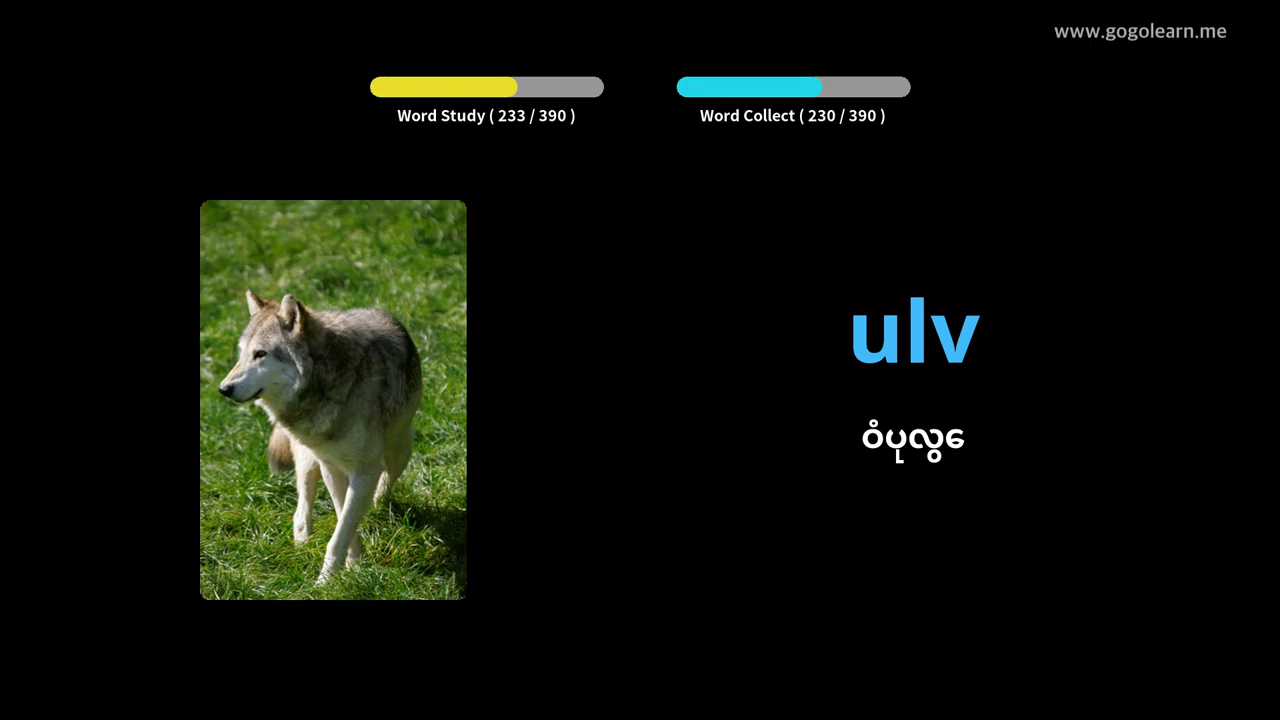 www.gogolearn.me
Word Study ( 233 / 390 )
Word Collect ( 230 / 390 )
ulv
ဝံပုလွေ